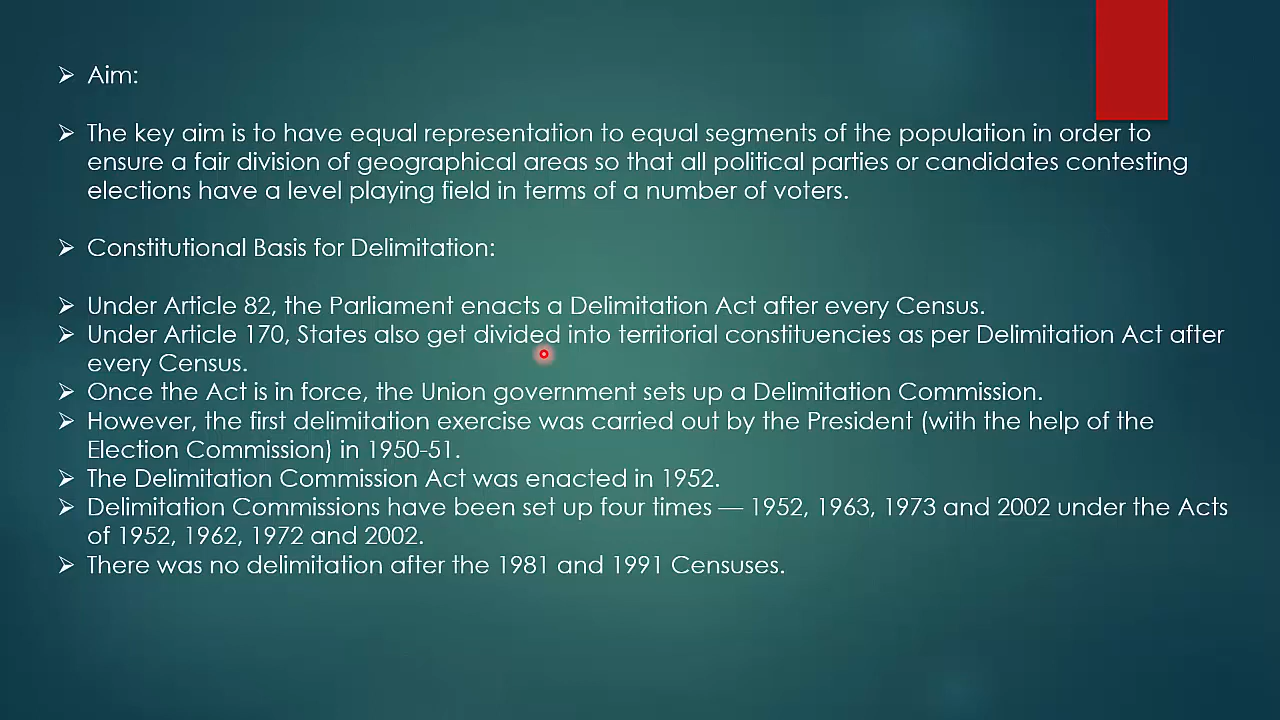 ➢ Aim:
➢ The key aim is to have equal representation to equal segments of the population in order to
ensure a fair division of geographical areas so that all political parties or candidates contesting
elections have a level playing field in terms of a number of voters.
➢ Constitutional Basis for Delimitation:
➢ Under Article 82, the Parliament enacts a Delimitation Act after every Census.
➢ Under Article 170, States also get divided into territorial constituencies as per Delimitation Act after
every Census.
➢ Once the Act is in force, the Union government sets up a Delimitation Commission.
➢ However, the first delimitation exercise was carried out by the President (with the help of the
Election Commission) in 1950-51.
➢ The Delimitation Commission Act was enacted in 1952.
➢ Delimitation Commissions have been set up four times — 1952, 1963, 1973 and 2002 under the Acts
of 1952, 1962, 1972 and 2002.
➢ There was no delimitation after the 1981 and 1991 Censuses.